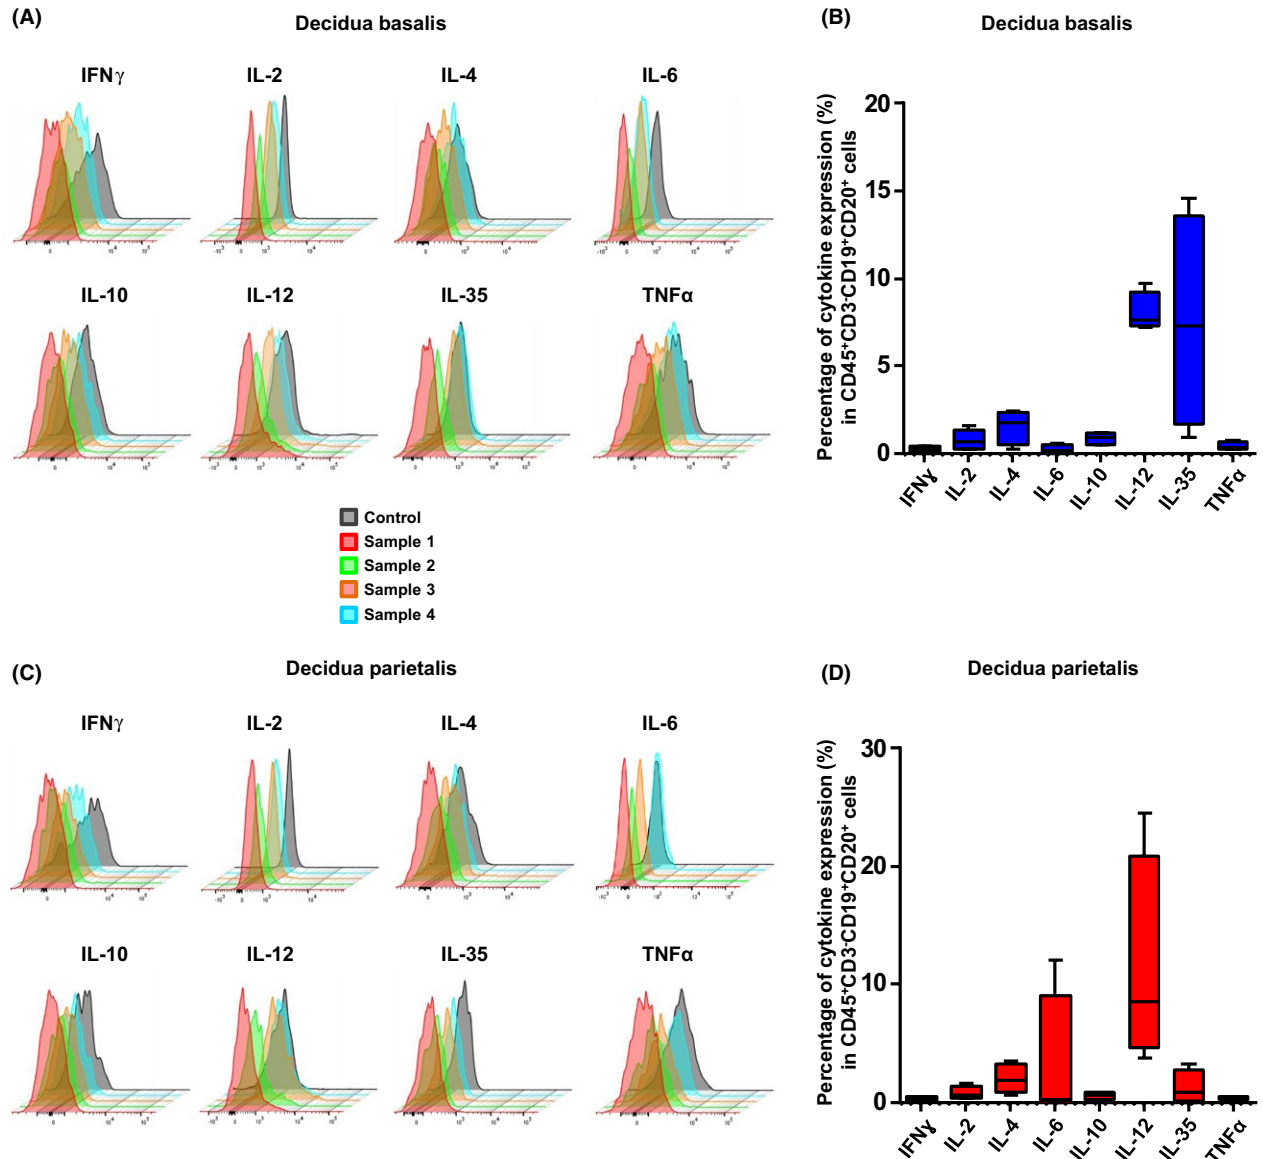 (A)
Decidua basalis
IFNγ IL-2 IL-4 IL-6
IL-10 IL-12 IL-35 TNFα
Control
Sample 1
Sample 2
Sample 3
Sample 4
(B)
Decidua basalis
Percentage of cytokine expression (%)
in CD45⁺CD3⁻CD19⁺CD20⁺ cells
20
15
10
5
0
IFNɣ IL-2 IL-4 IL-6 IL-10 IL-12 IL-35 TNFα
(C)
Decidua parietalis
IFNγ IL-2 IL-4 IL-6
IL-10 IL-12 IL-35 TNFα
(D)
Decidua parietalis
Percentage of cytokine expression (%)
in CD45⁺CD3⁻CD19⁺CD20⁺ cells
30
20
10
0
IFNɣ IL-2 IL-4 IL-6 IL-10 IL-12 IL-35 TNFα